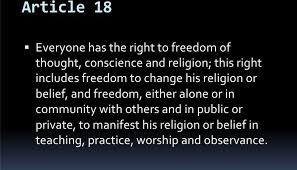 Article 18
▪ Everyone has the right to freedom of
thought, conscience and religion; this right
includes freedom to change his religion or
belief, and freedom, either alone or in
community with others and in public or
private, to manifest his religion or belief in
teaching, practice, worship and observance.